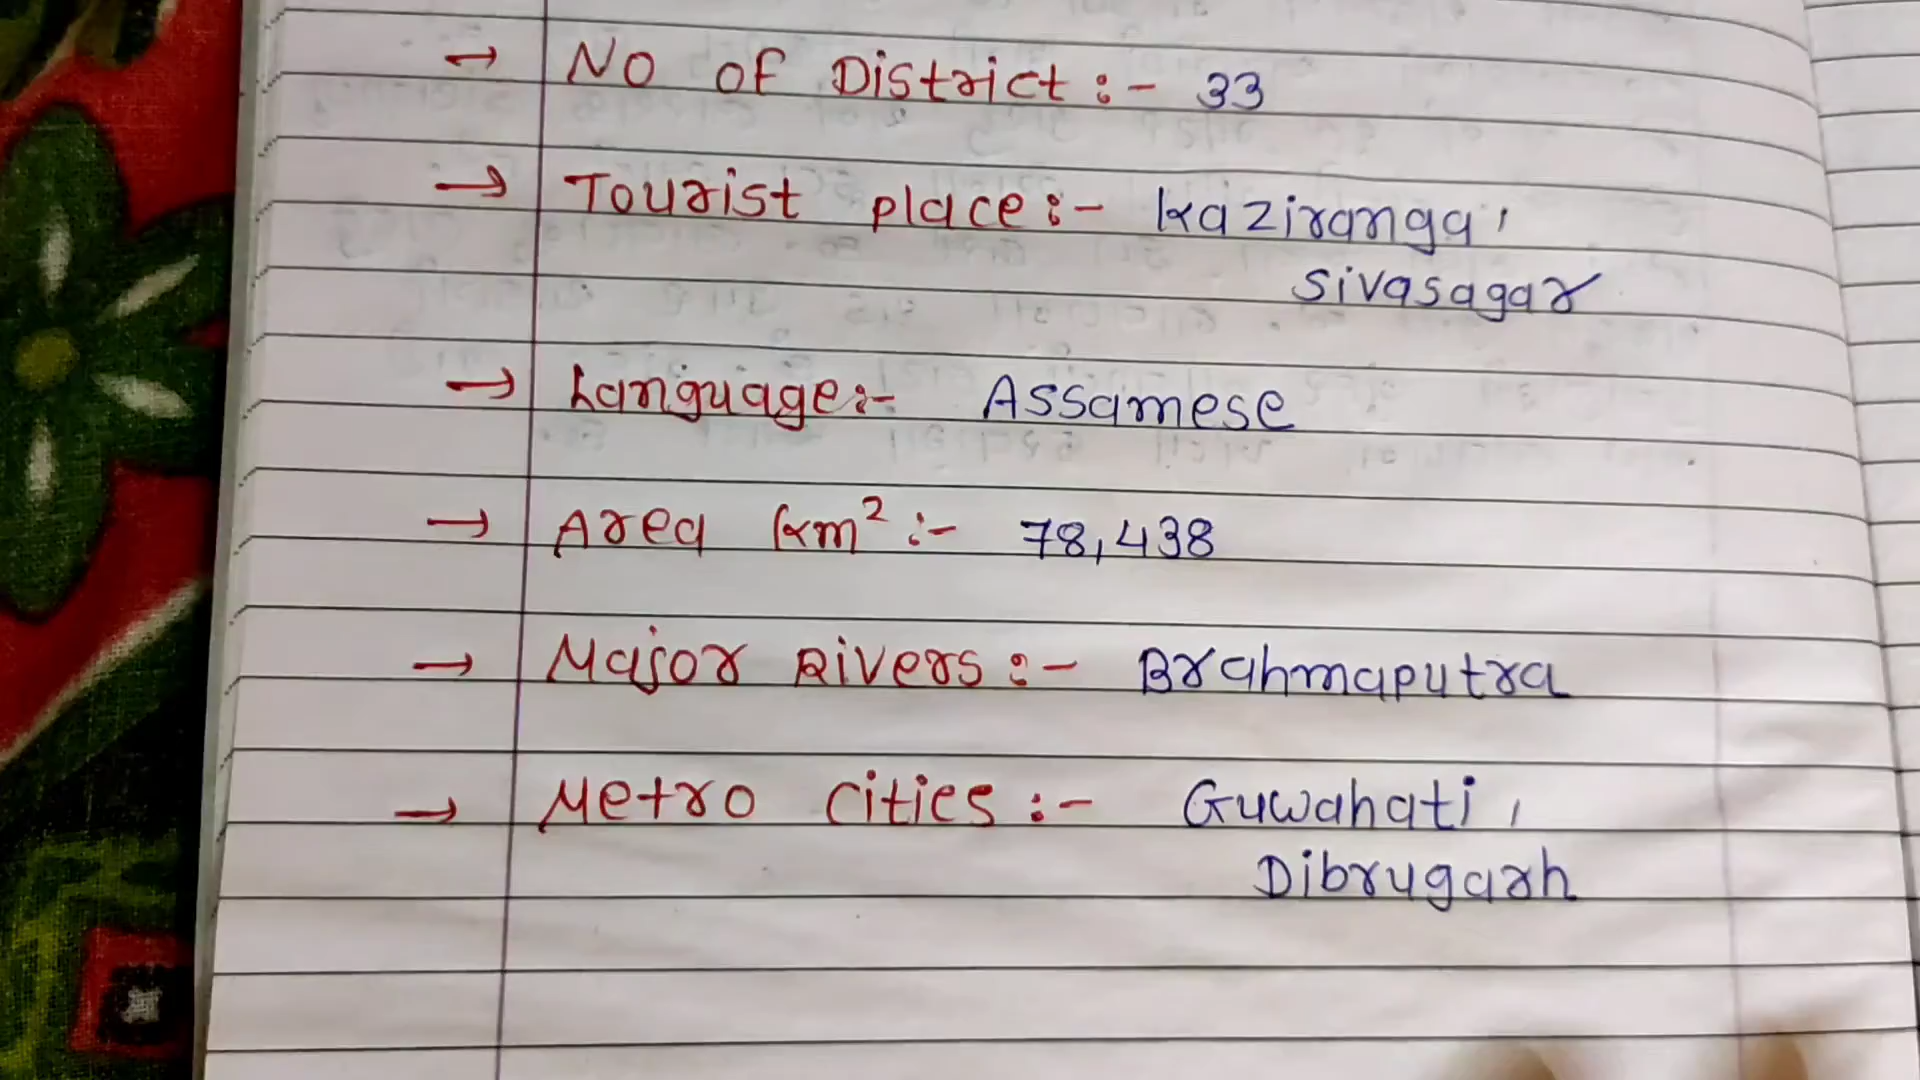 → No of District :- 33
→ Tourist place :- Kaziranga,
Sivasagar
→ Language :- Assamese
→ Area km² :- 78,438
→ Major Rivers :- Brahmaputra
→ Metro cities :- Guwahati,
Dibrugarh